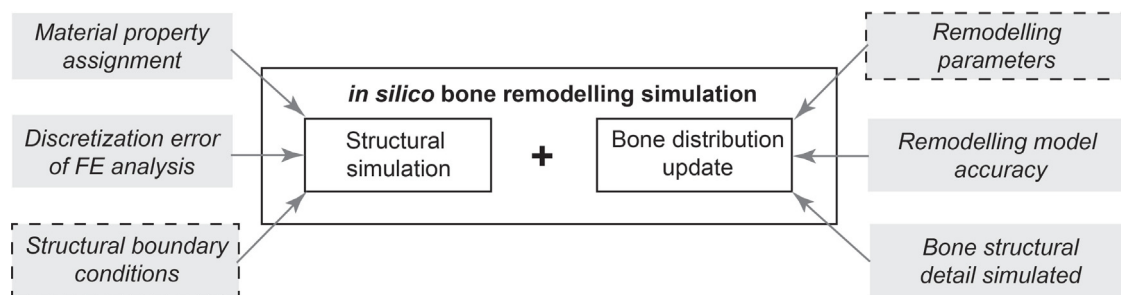 Material property
assignment
Discretization error
of FE analysis
Structural boundary
conditions
in silico bone remodelling simulation
Structural
simulation
+
Bone distribution
update
Remodelling
parameters
Remodelling model
accuracy
Bone structural
detail simulated